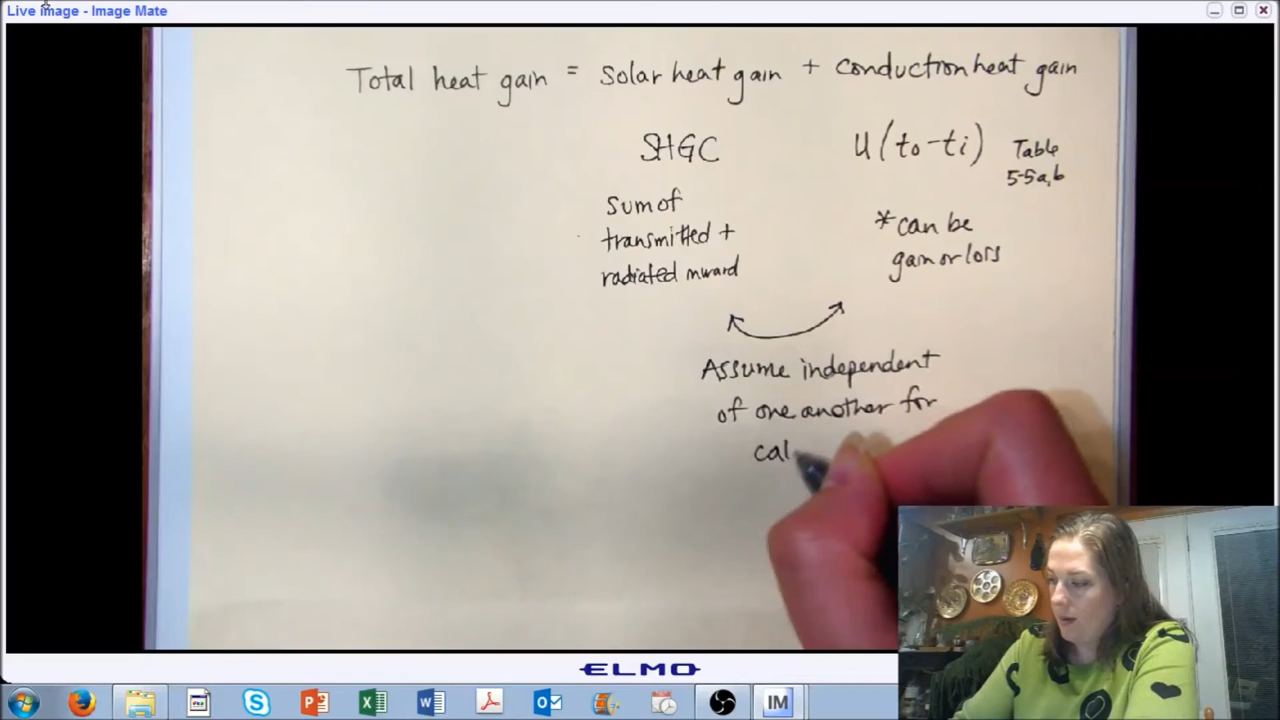 Live image - Image Mate
Total heat gain = solar heat gain + conduction heat gain
SHGC
U(to-ti)
Table
5-5a,b
Sum of
transmitted +
radiated inward
*can be
gain or loss
Assume independent
of one another for
cal
ELMO
IM